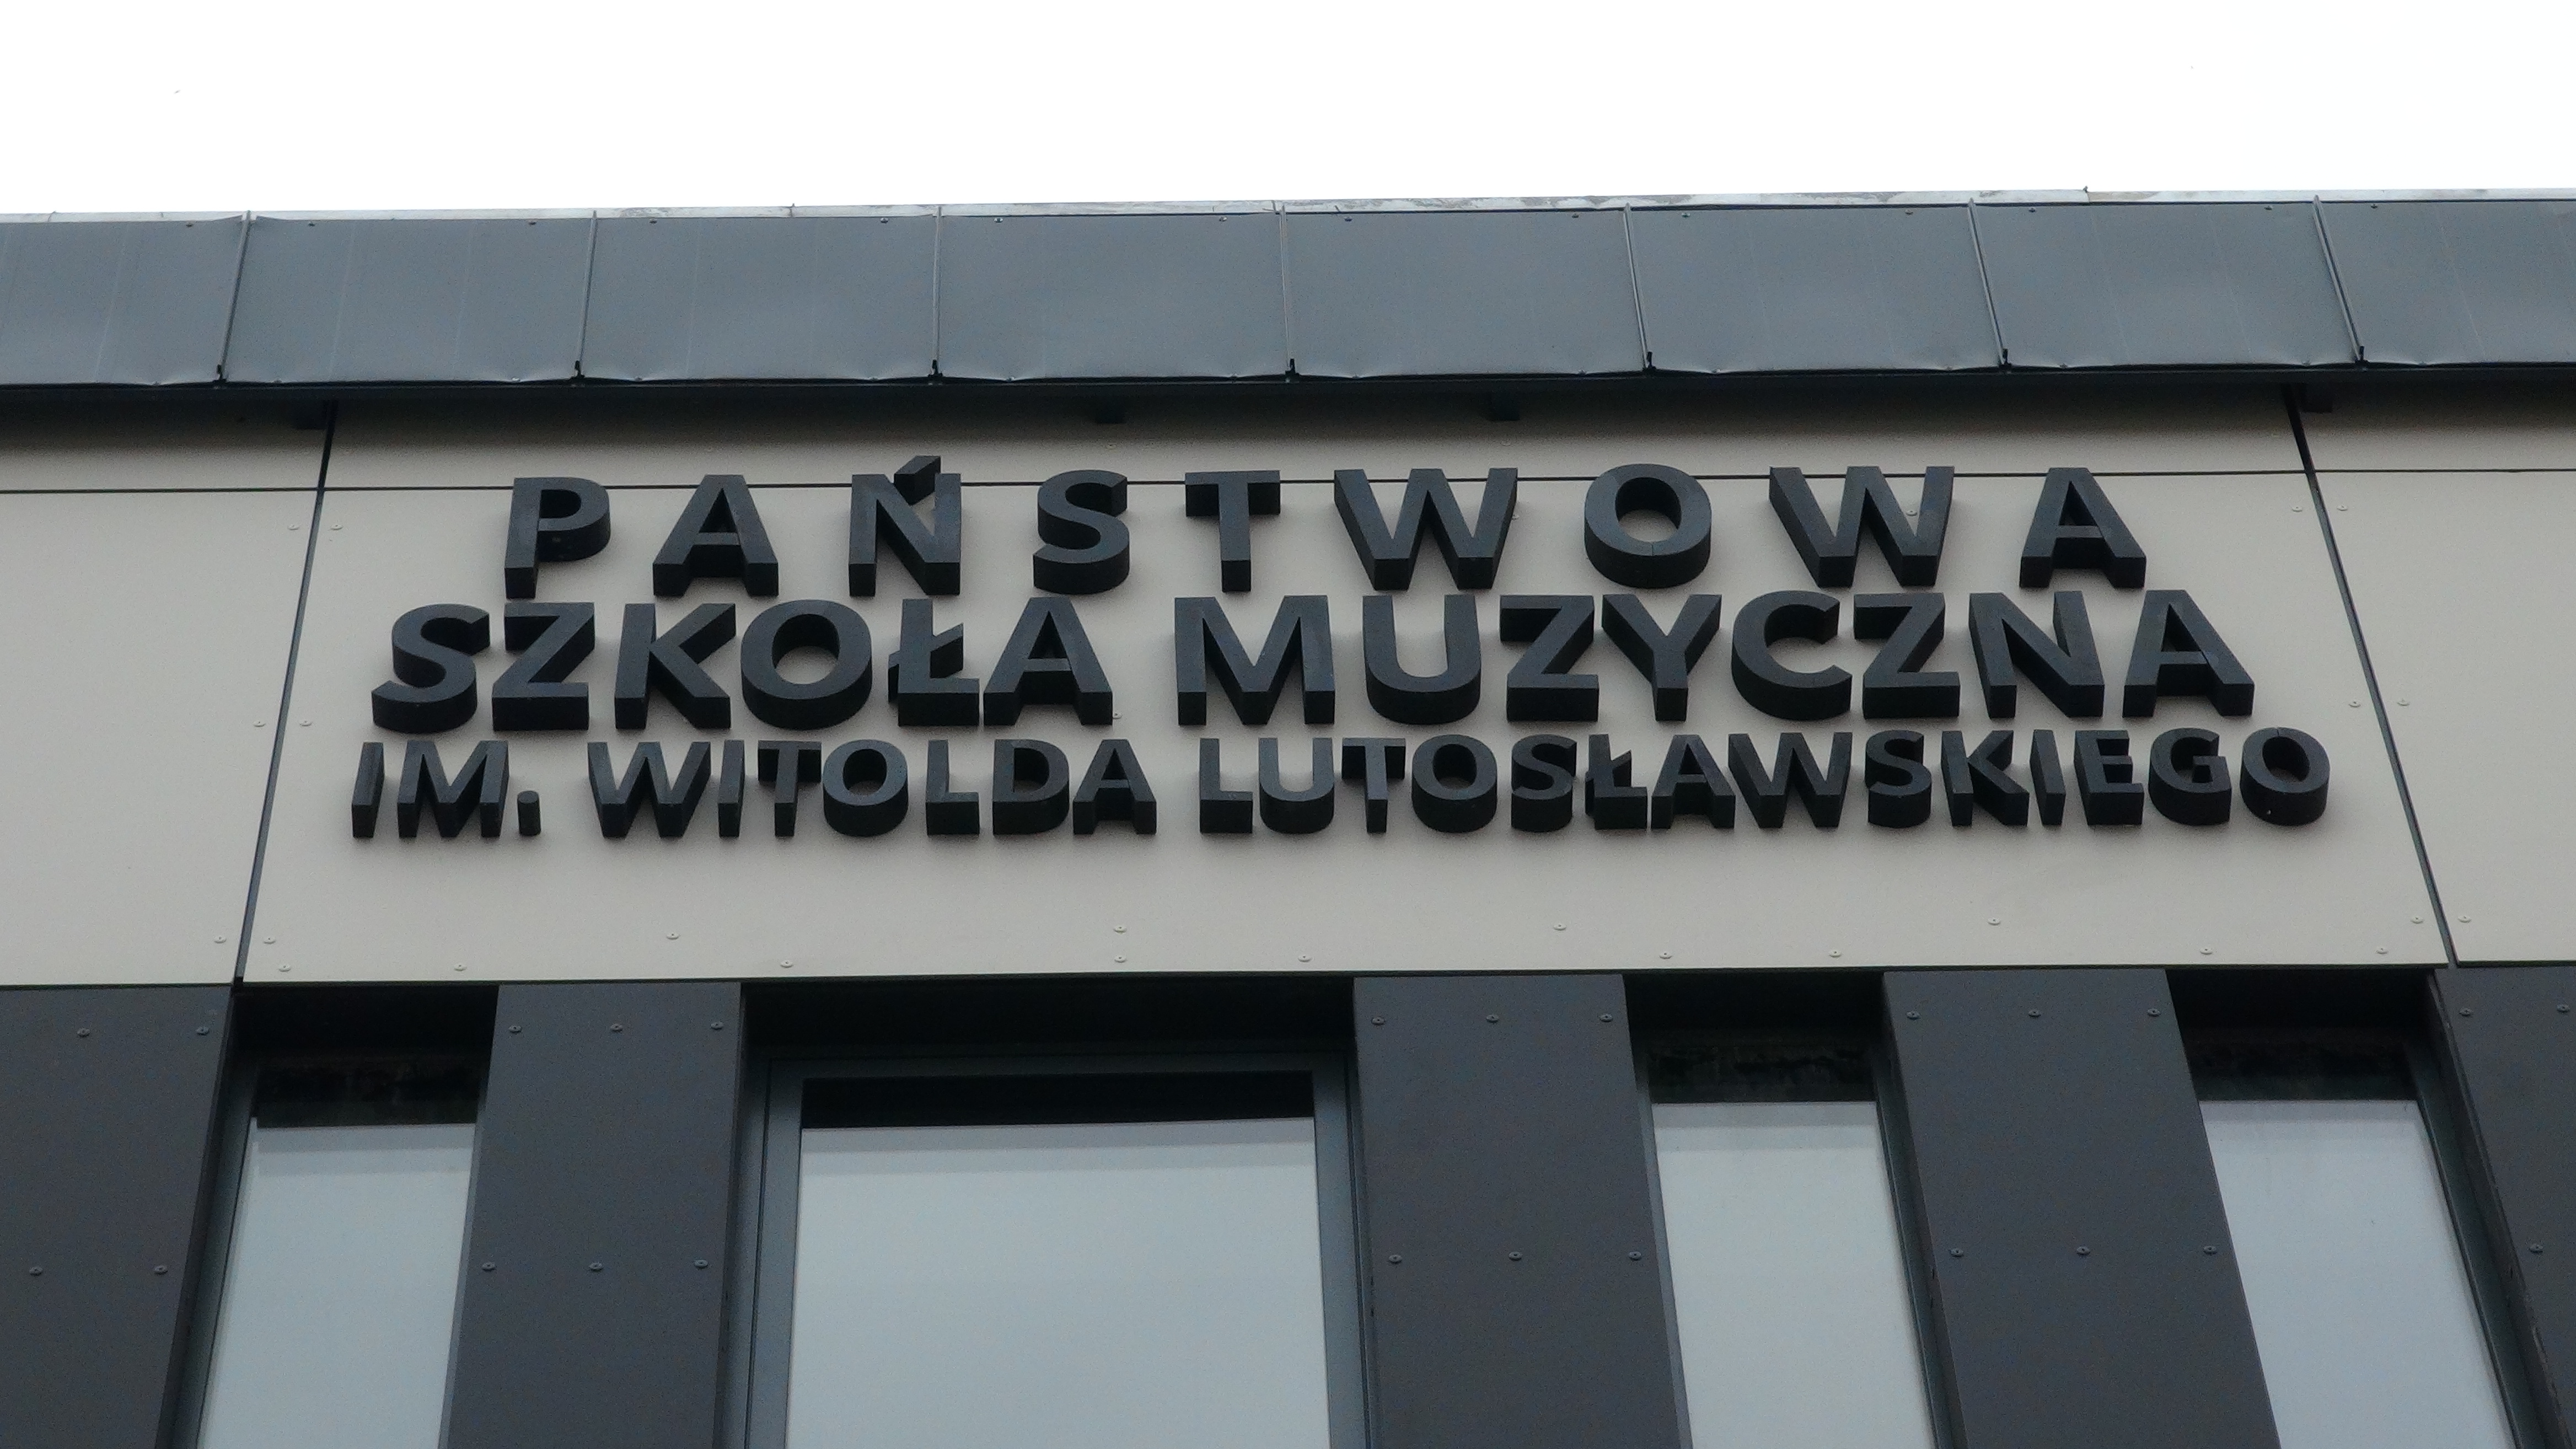 PAŃSTWOWA
SZKOŁA MUZYCZNA
IM. WITOLDA LUTOSŁAWSKIEGO